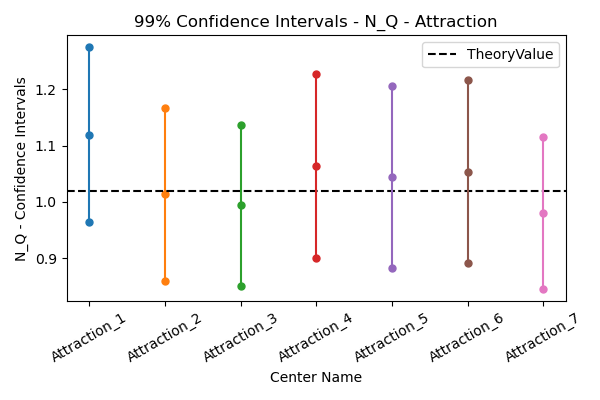 99% Confidence Intervals - N_Q - Attraction
TheoryValue
N_Q - Confidence Intervals
1.2
1.1
1.0
0.9
Attraction_1
Attraction_2
Attraction_3
Attraction_4
Attraction_5
Attraction_6
Attraction_7
Center Name